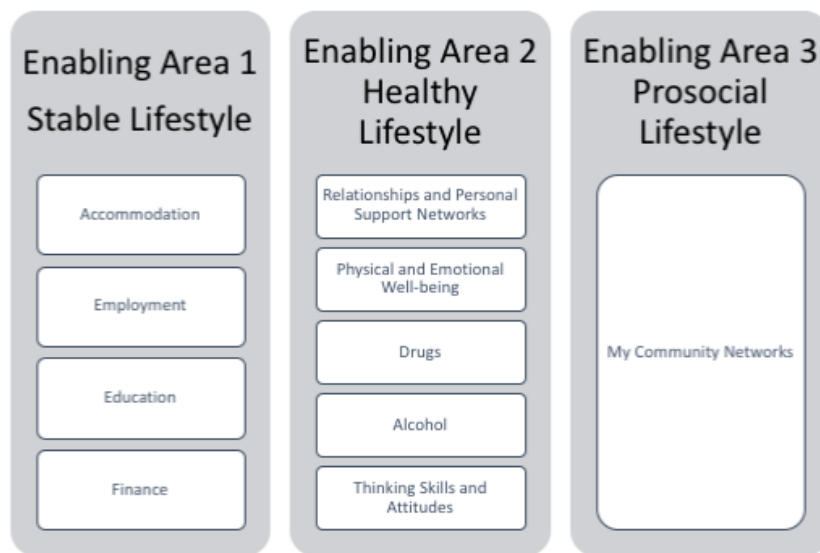 Enabling Area 1
Stable Lifestyle
Accommodation
Employment
Education
Finance
Enabling Area 2
Healthy
Lifestyle
Relationships and Personal
Support Networks
Physical and Emotional
Well-being
Drugs
Alcohol
Thinking Skills and
Attitudes
Enabling Area 3
Prosocial
Lifestyle
My Community Networks